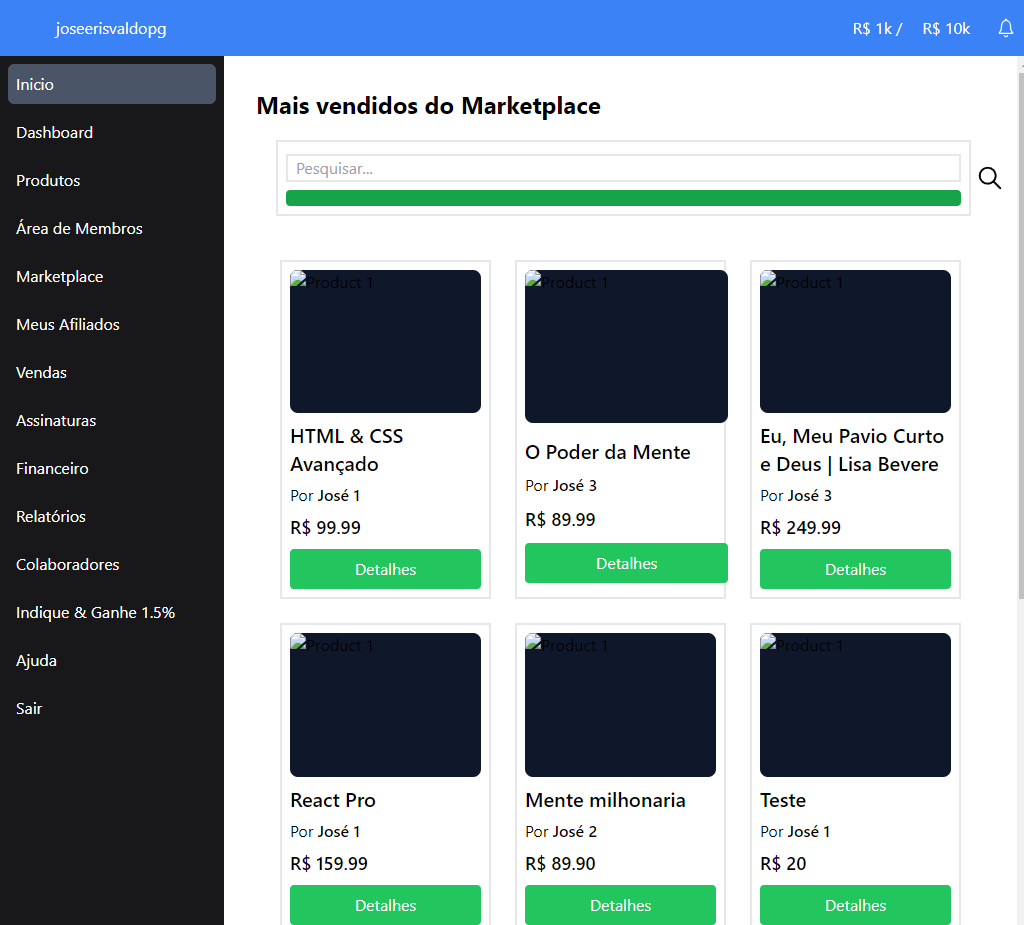 joseerisvaldopg
R$ 1k / R$ 10k
Inicio
Dashboard
Produtos
Área de Membros
Marketplace
Meus Afiliados
Vendas
Assinaturas
Financeiro
Relatórios
Colaboradores
Indique & Ganhe 1.5%
Ajuda
Sair
Mais vendidos do Marketplace
Pesquisar...
Product 1
HTML & CSS
Avançado
Por José 1
R$ 99.99
Detalhes
Product 1
O Poder da Mente
Por José 3
R$ 89.99
Detalhes
Product 1
Eu, Meu Pavio Curto
e Deus | Lisa Bevere
Por José 3
R$ 249.99
Detalhes
Product 1
React Pro
Por José 1
R$ 159.99
Detalhes
Product 1
Mente milhonaria
Por José 2
R$ 89.90
Detalhes
Product 1
Teste
Por José 1
R$ 20
Detalhes